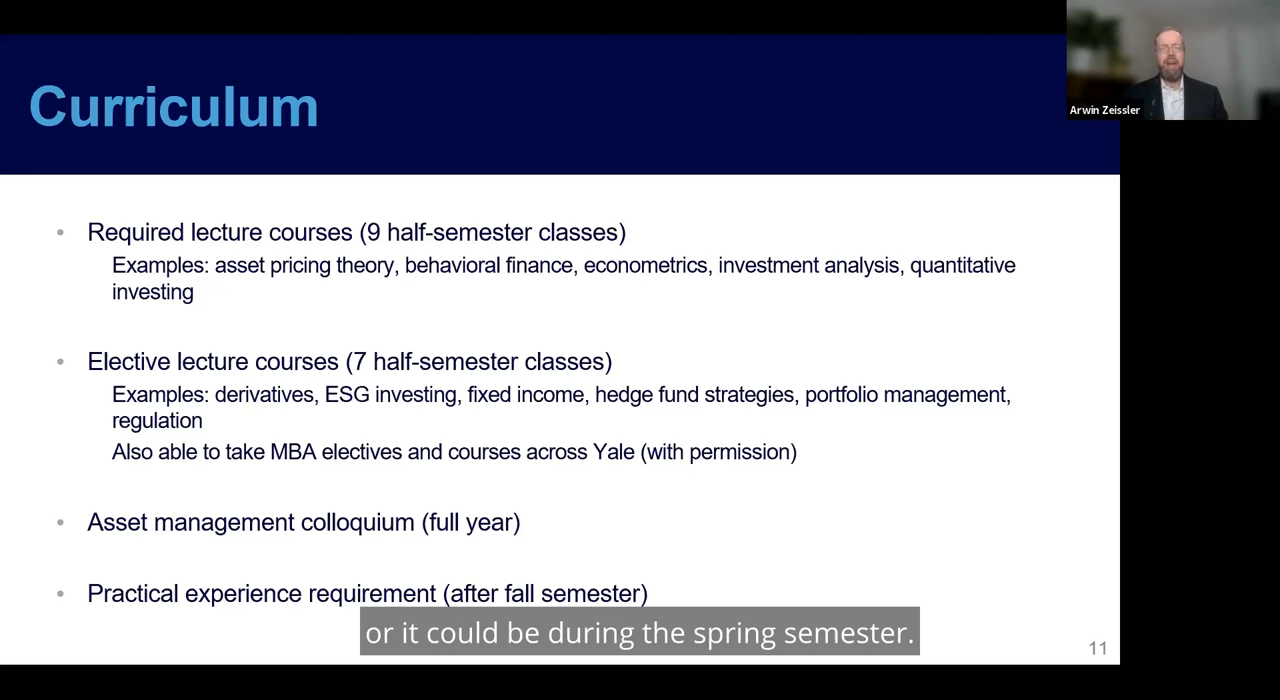 Curriculum
Arwin Zeissler
• Required lecture courses (9 half-semester classes)
Examples: asset pricing theory, behavioral finance, econometrics, investment analysis, quantitative
investing
• Elective lecture courses (7 half-semester classes)
Examples: derivatives, ESG investing, fixed income, hedge fund strategies, portfolio management,
regulation
Also able to take MBA electives and courses across Yale (with permission)
• Asset management colloquium (full year)
• Practical experience requirement (after fall semester)
or it could be during the spring semester.
11